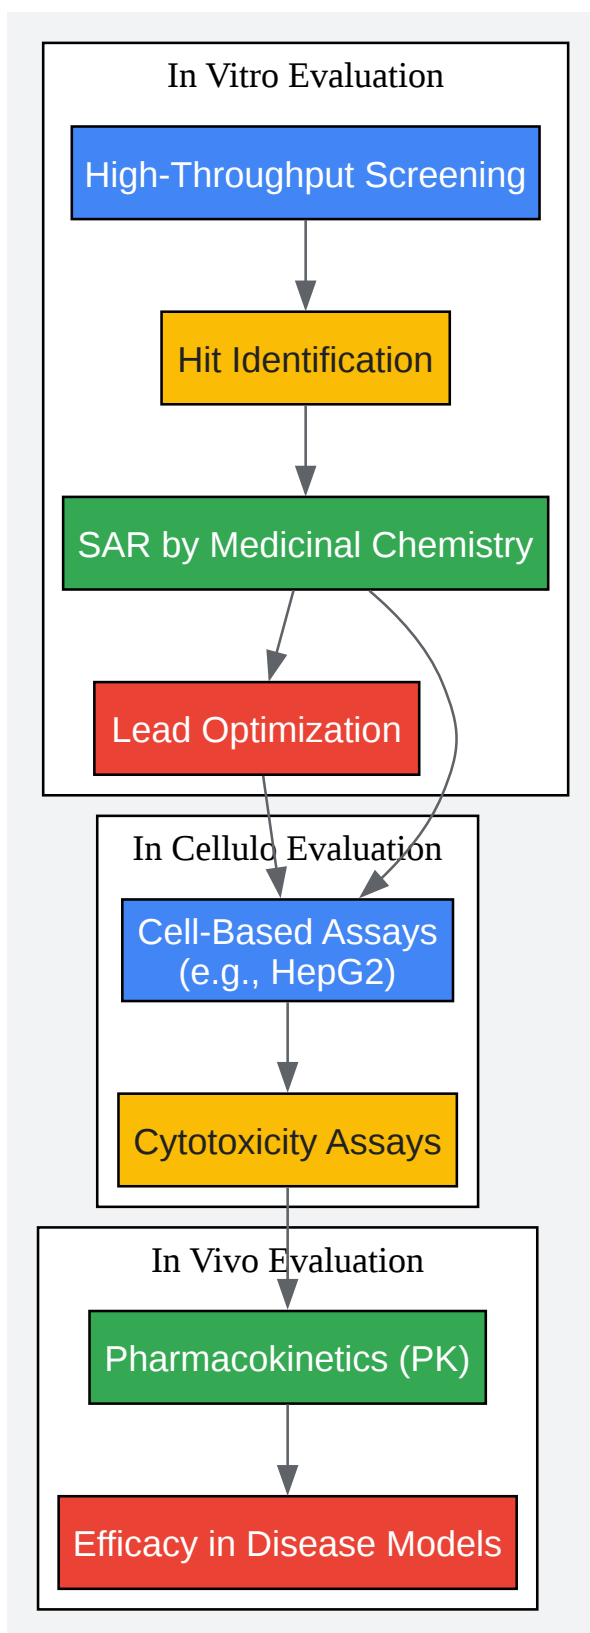 In Vitro Evaluation
High-Throughput Screening
Hit Identification
SAR by Medicinal Chemistry
Lead Optimization
In Cellulo Evaluation
Cell-Based Assays
(e.g., HepG2)
Cytotoxicity Assays
In Vivo Evaluation
Pharmacokinetics (PK)
Efficacy in Disease Models